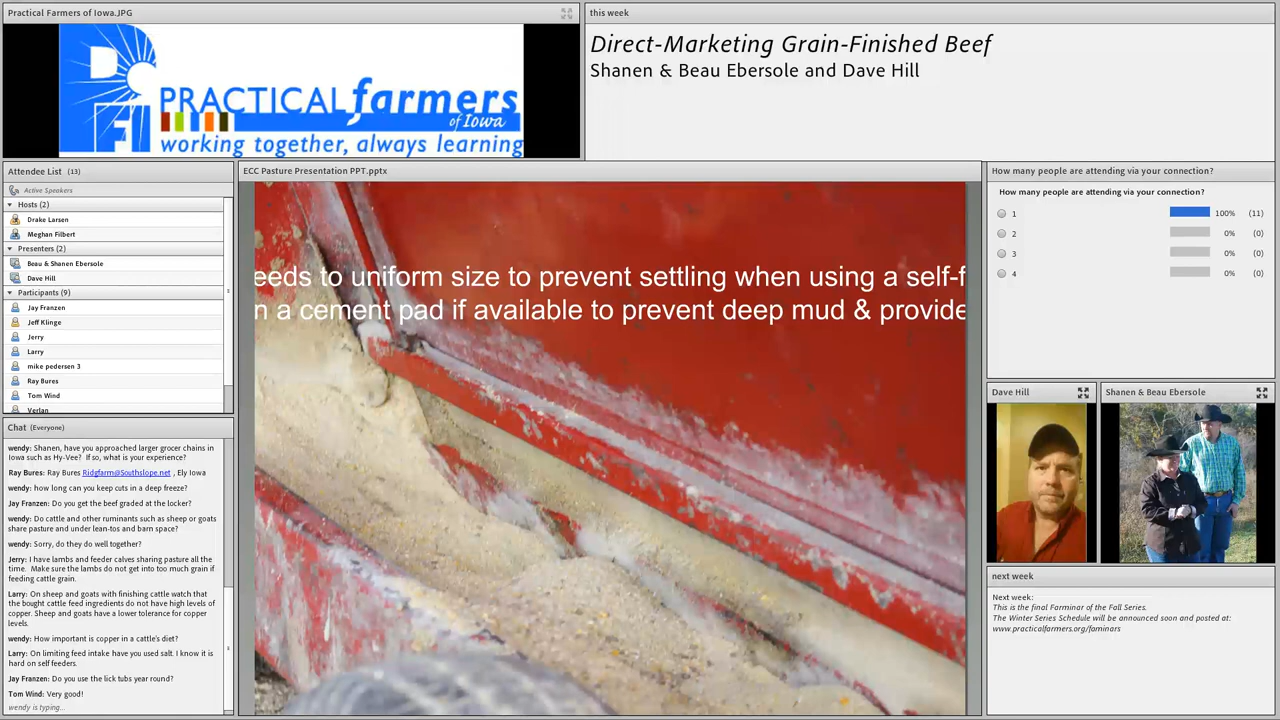 Practical Farmers of Iowa.JPG
PRACTICAL farmers
of Iowa
working together, always learning
this week
Direct-Marketing Grain-Finished Beef
Shanen & Beau Ebersole and Dave Hill
Attendee List (13)
Active Speakers
Hosts (2)
Drake Larsen
Meghan Filbert
Presenters (2)
Beau & Shanen Ebersole
Dave Hill
Participants (9)
Jay Franzen
Jeff Klinge
Jerry
Larry
mike pedersen 3
Ray Bures
Tom Wind
Verlan
Chat (Everyone)
wendy: Shanen, have you approached larger grocer chains in
Iowa such as Hy-Vee? If so, what is your experience?
Ray Bures: Ray Bures Ridgfarm@Southslope.net , Ely Iowa
wendy: how long can you keep cuts in a deep freeze?
Jay Franzen: Do you get the beef graded at the locker?
wendy: Do cattle and other ruminants such as sheep or goats
share pasture and under lean-tos and barn space?
wendy: Sorry, do they do well together?
Jerry: I have lambs and feeder calves sharing pasture all the
time. Make sure the lambs do not get into too much grain if
feeding cattle grain.
Larry: On sheep and goats with finishing cattle watch that
the bought cattle feed ingredients do not have high levels of
copper. Sheep and goats have a lower tolerance for copper
levels.
wendy: How important is copper in a cattle's diet?
Larry: On limiting feed intake have you used salt. I know it is
hard on self feeders.
Jay Franzen: Do you use the lick tubs year round?
Tom Wind: Very good!
wendy is typing...
ECC Pasture Presentation PPT.pptx
eeds to uniform size to prevent settling when using a self-f
n a cement pad if available to prevent deep mud & provide
How many people are attending via your connection?
How many people are attending via your connection?
1 100% (11)
2 0% (0)
3 0% (0)
4 0% (0)
Dave Hill
Shanen & Beau Ebersole
next week
Next week:
This is the final Farminar of the Fall Series.
The Winter Series Schedule will be announced soon and posted at:
www.practicalfarmers.org/faminars